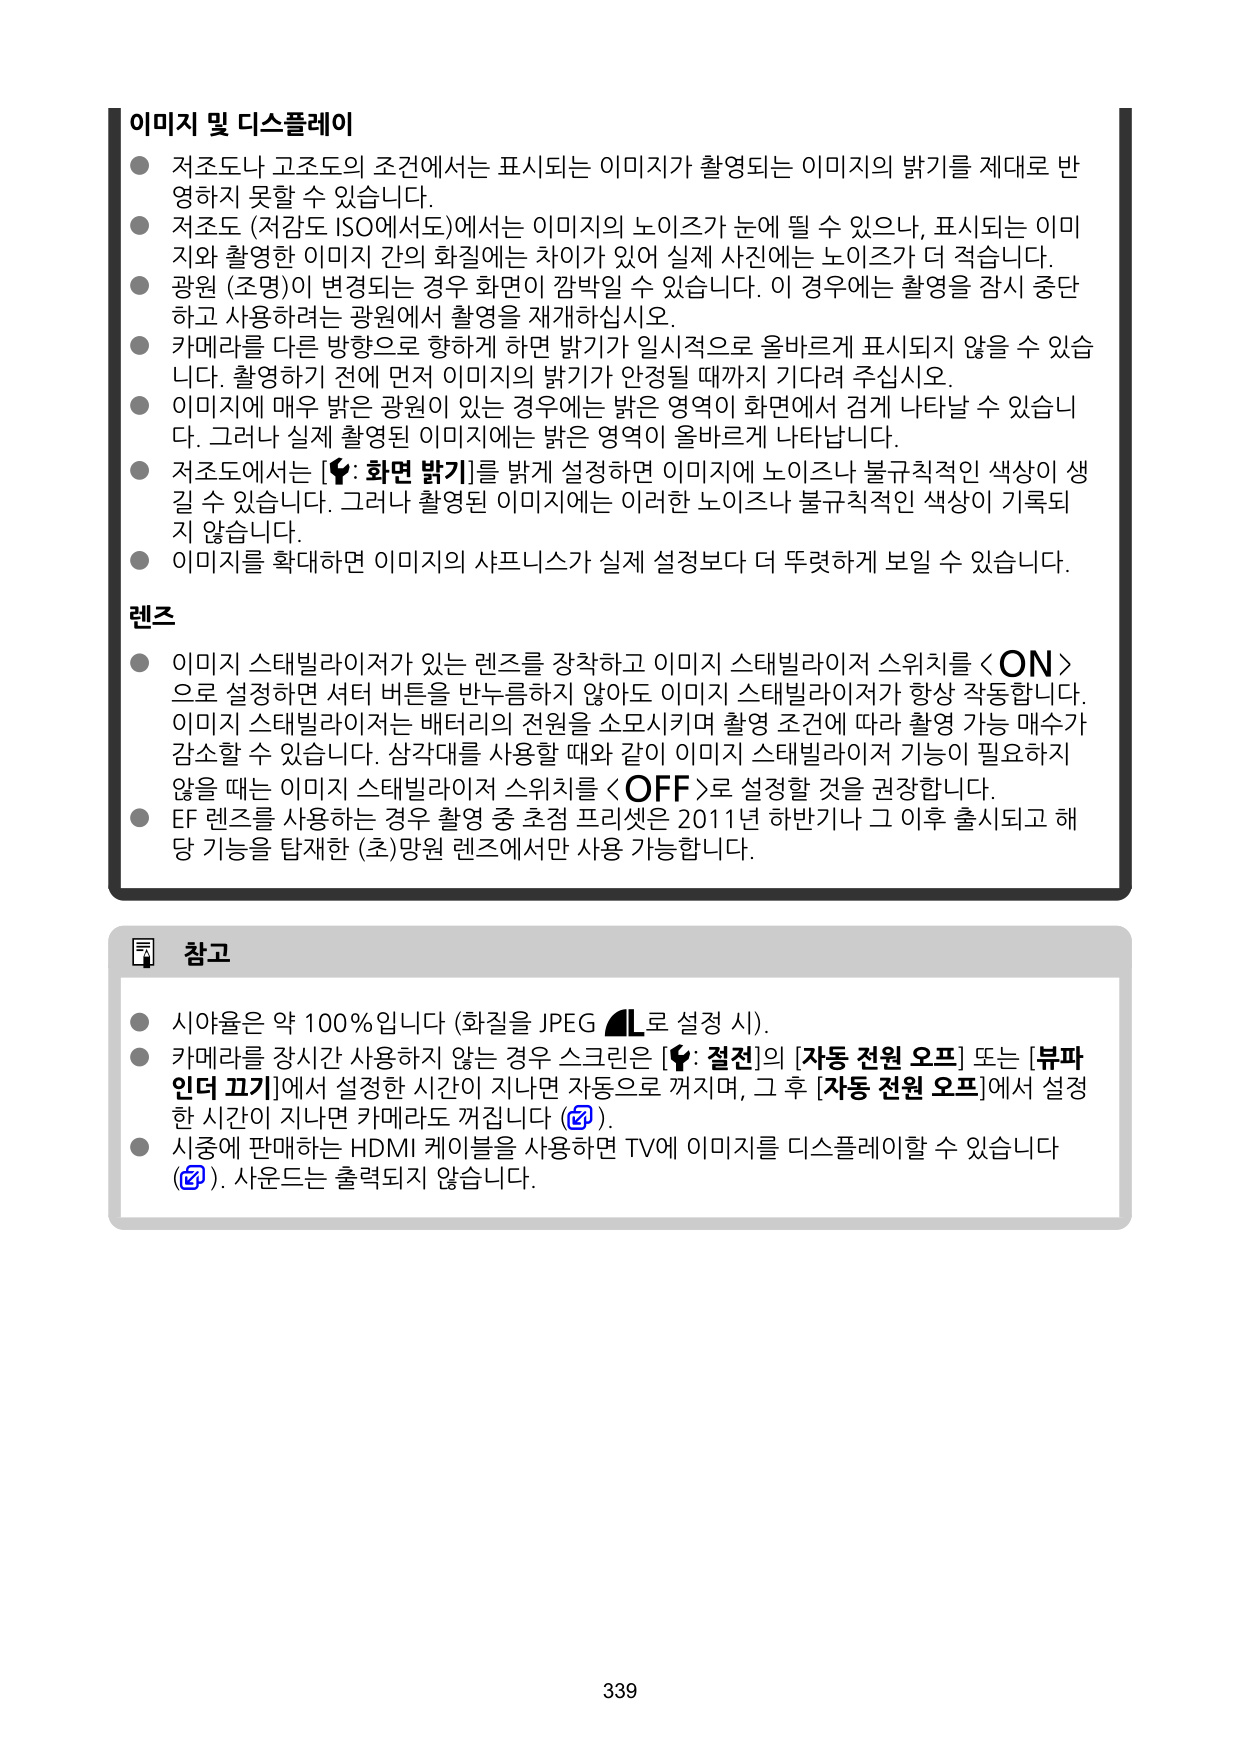 이미지 및 디스플레이
● 저조도나 고조도의 조건에서는 표시되는 이미지가 촬영되는 이미지의 밝기를 제대로 반
영하지 못할 수 있습니다.
● 저조도 (저감도 ISO에서도)에서는 이미지의 노이즈가 눈에 띌 수 있으나, 표시되는 이미
지와 촬영한 이미지 간의 화질에는 차이가 있어 실제 사진에는 노이즈가 더 적습니다.
● 광원 (조명)이 변경되는 경우 화면이 깜박일 수 있습니다. 이 경우에는 촬영을 잠시 중단
하고 사용하려는 광원에서 촬영을 재개하십시오.
● 카메라를 다른 방향으로 향하게 하면 밝기가 일시적으로 올바르게 표시되지 않을 수 있습
니다. 촬영하기 전에 먼저 이미지의 밝기가 안정될 때까지 기다려 주십시오.
● 이미지에 매우 밝은 광원이 있는 경우에는 밝은 영역이 화면에서 검게 나타날 수 있습니
다. 그러나 실제 촬영된 이미지에는 밝은 영역이 올바르게 나타납니다.
● 저조도에서는 [: 화면 밝기]를 밝게 설정하면 이미지에 노이즈나 불규칙적인 색상이 생
길 수 있습니다. 그러나 촬영된 이미지에는 이러한 노이즈나 불규칙적인 색상이 기록되
지 않습니다.
● 이미지를 확대하면 이미지의 샤프니스가 실제 설정보다 더 뚜렷하게 보일 수 있습니다.
렌즈
● 이미지 스태빌라이저가 있는 렌즈를 장착하고 이미지 스태빌라이저 스위치를 <ON>
으로 설정하면 셔터 버튼을 반누름하지 않아도 이미지 스태빌라이저가 항상 작동합니다.
이미지 스태빌라이저는 배터리의 전원을 소모시키며 촬영 조건에 따라 촬영 가능 매수가
감소할 수 있습니다. 삼각대를 사용할 때와 같이 이미지 스태빌라이저 기능이 필요하지
않을 때는 이미지 스태빌라이저 스위치를 <OFF>로 설정할 것을 권장합니다.
● EF 렌즈를 사용하는 경우 촬영 중 초점 프리셋은 2011년 하반기나 그 이후 출시되고 해
당 기능을 탑재한 (초)망원 렌즈에서만 사용 가능합니다.
참고
● 시야율은 약 100%입니다 (화질을 JPEG L로 설정 시).
● 카메라를 장시간 사용하지 않는 경우 스크린은 [: 절전]의 [자동 전원 오프] 또는 [뷰파
인더 끄기]에서 설정한 시간이 지나면 자동으로 꺼지며, 그 후 [자동 전원 오프]에서 설정
한 시간이 지나면 카메라도 꺼집니다 ( ).
● 시중에 판매하는 HDMI 케이블을 사용하면 TV에 이미지를 디스플레이할 수 있습니다
( ). 사운드는 출력되지 않습니다.
339